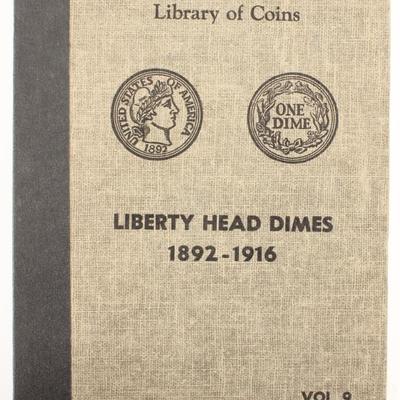 Library of Coins
UNITED STATES OF AMERICA
1892
ONE
DIME
LIBERTY HEAD DIMES
1892-1916
VOL 9